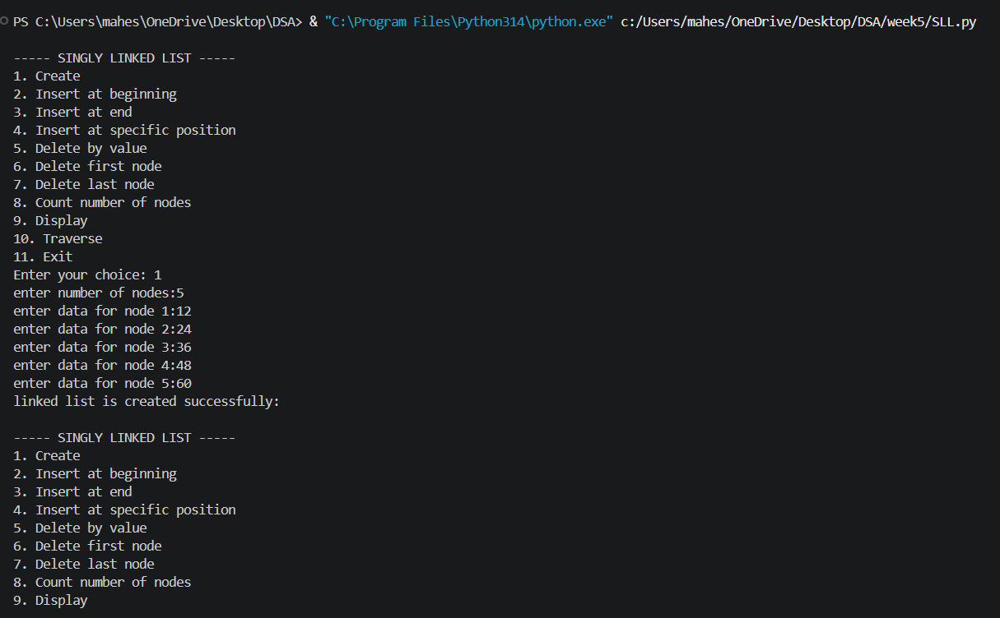 PS C:\Users\mahes\OneDrive\Desktop\DSA> & "C:\Program Files\Python314\python.exe" c:/Users/mahes/OneDrive/Desktop/DSA/week5/SLL.py
----- SINGLY LINKED LIST -----
1. Create
2. Insert at beginning
3. Insert at end
4. Insert at specific position
5. Delete by value
6. Delete first node
7. Delete last node
8. Count number of nodes
9. Display
10. Traverse
11. Exit
Enter your choice: 1
enter number of nodes:5
enter data for node 1:12
enter data for node 2:24
enter data for node 3:36
enter data for node 4:48
enter data for node 5:60
linked list is created successfully:
----- SINGLY LINKED LIST -----
1. Create
2. Insert at beginning
3. Insert at end
4. Insert at specific position
5. Delete by value
6. Delete first node
7. Delete last node
8. Count number of nodes
9. Display